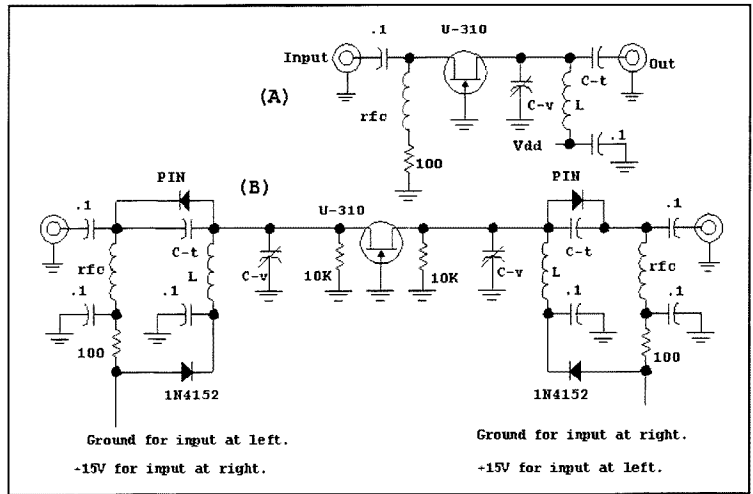 .1
U-310
Input
Out
C-t
(A)
C-v
L
rfc
Vdd
.1
100
PIN
(B)
PIN
.1
U-310
.1
C-t
C-t
rfc
L
C-v
10K
10K
C-v
L
rfc
.1
.1
.1
.1
100
100
1N4152
1N4152
Ground for input at left.
Ground for input at right.
+15V for input at right.
+15V for input at left.